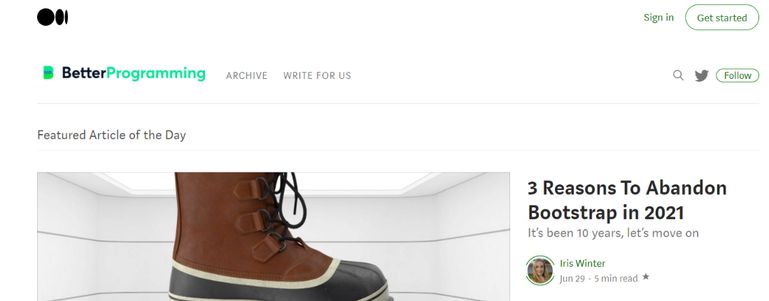 Sign in
Get started
BetterProgramming
ARCHIVE
WRITE FOR US
Follow
Featured Article of the Day
3 Reasons To Abandon
Bootstrap in 2021
It's been 10 years, let's move on
Iris Winter
Jun 29 · 5 min read ★